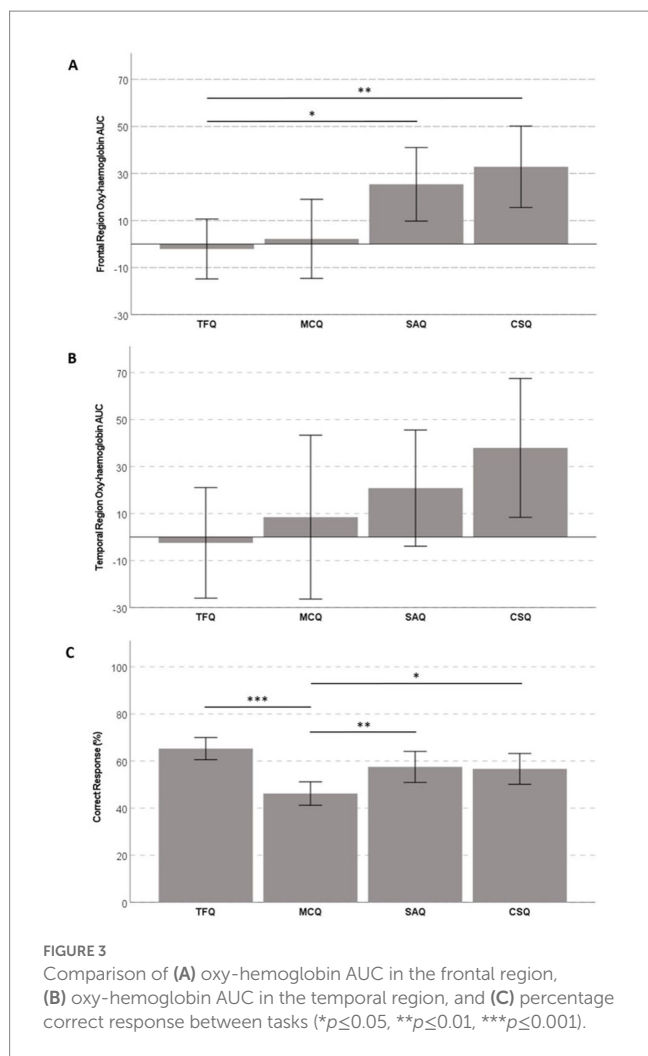 A
Frontal Region Oxy-haemoglobin AUC
70
50
30
10
-10
-30
**
*
TFQ MCQ SAQ CSQ
B
Temporal Region Oxy-haemoglobin AUC
70
50
30
10
-10
-30
TFQ MCQ SAQ CSQ
C
Correct Response (%)
100
80
60
40
20
0
*
***
**
TFQ MCQ SAQ CSQ
FIGURE 3
Comparison of (A) oxy-hemoglobin AUC in the frontal region,
(B) oxy-hemoglobin AUC in the temporal region, and (C) percentage
correct response between tasks (*p≤0.05, **p≤0.01, ***p≤0.001).